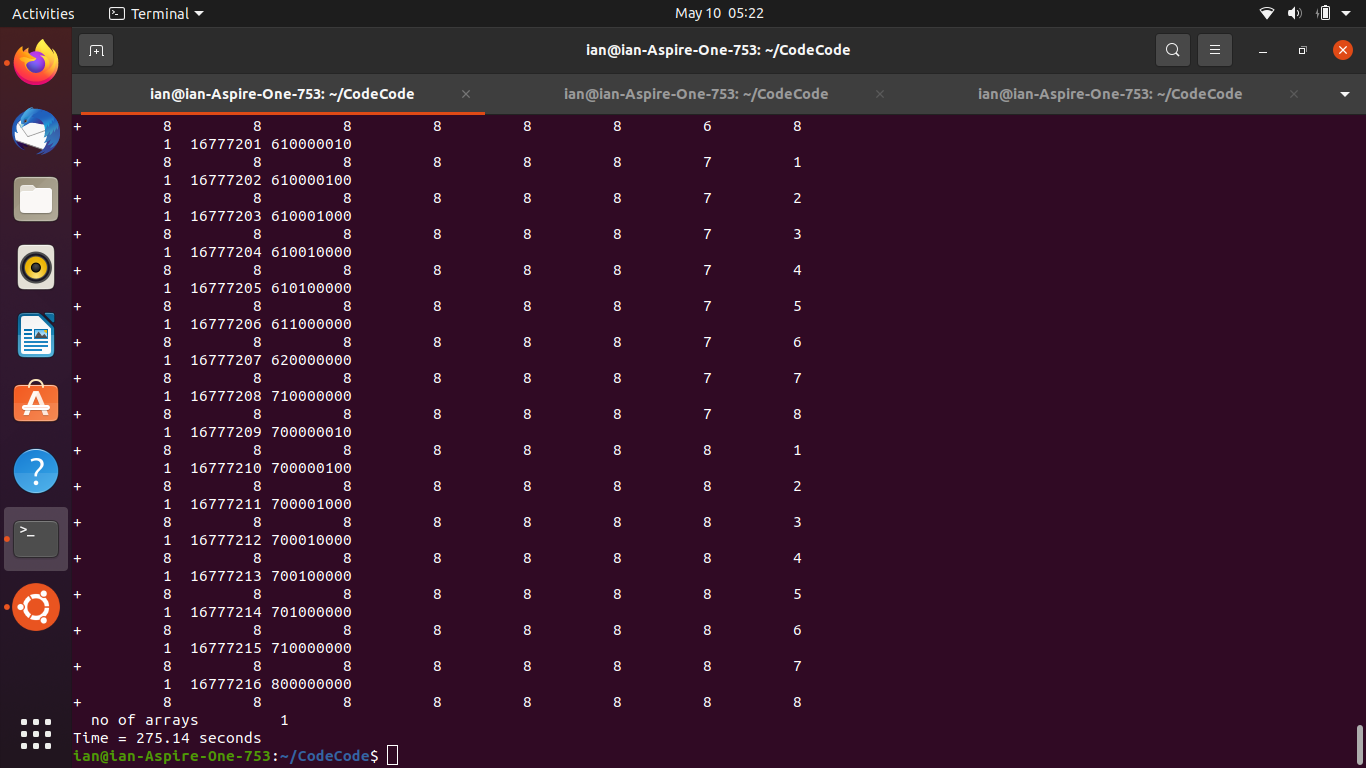 Activities Terminal May 10 05:22
ian@ian-Aspire-One-753: ~/CodeCode
ian@ian-Aspire-One-753: ~/CodeCode × ian@ian-Aspire-One-753: ~/CodeCode × ian@ian-Aspire-One-753: ~/CodeCode ×
+ 8 8 8 8 8 8 6 8
1 16777201 610000010
+ 8 8 8 8 8 8 7 1
1 16777202 610000100
+ 8 8 8 8 8 8 7 2
1 16777203 610001000
+ 8 8 8 8 8 8 7 3
1 16777204 610010000
+ 8 8 8 8 8 8 7 4
1 16777205 610100000
+ 8 8 8 8 8 8 7 5
1 16777206 611000000
+ 8 8 8 8 8 8 7 6
1 16777207 620000000
+ 8 8 8 8 8 8 7 7
1 16777208 710000000
+ 8 8 8 8 8 8 7 8
1 16777209 700000010
+ 8 8 8 8 8 8 8 1
1 16777210 700000100
+ 8 8 8 8 8 8 8 2
1 16777211 700001000
+ 8 8 8 8 8 8 8 3
1 16777212 700010000
+ 8 8 8 8 8 8 8 4
1 16777213 700100000
+ 8 8 8 8 8 8 8 5
1 16777214 701000000
+ 8 8 8 8 8 8 8 6
1 16777215 710000000
+ 8 8 8 8 8 8 8 7
1 16777216 800000000
+ 8 8 8 8 8 8 8 8
no of arrays 1
Time = 275.14 seconds
ian@ian-Aspire-One-753:~/CodeCode$